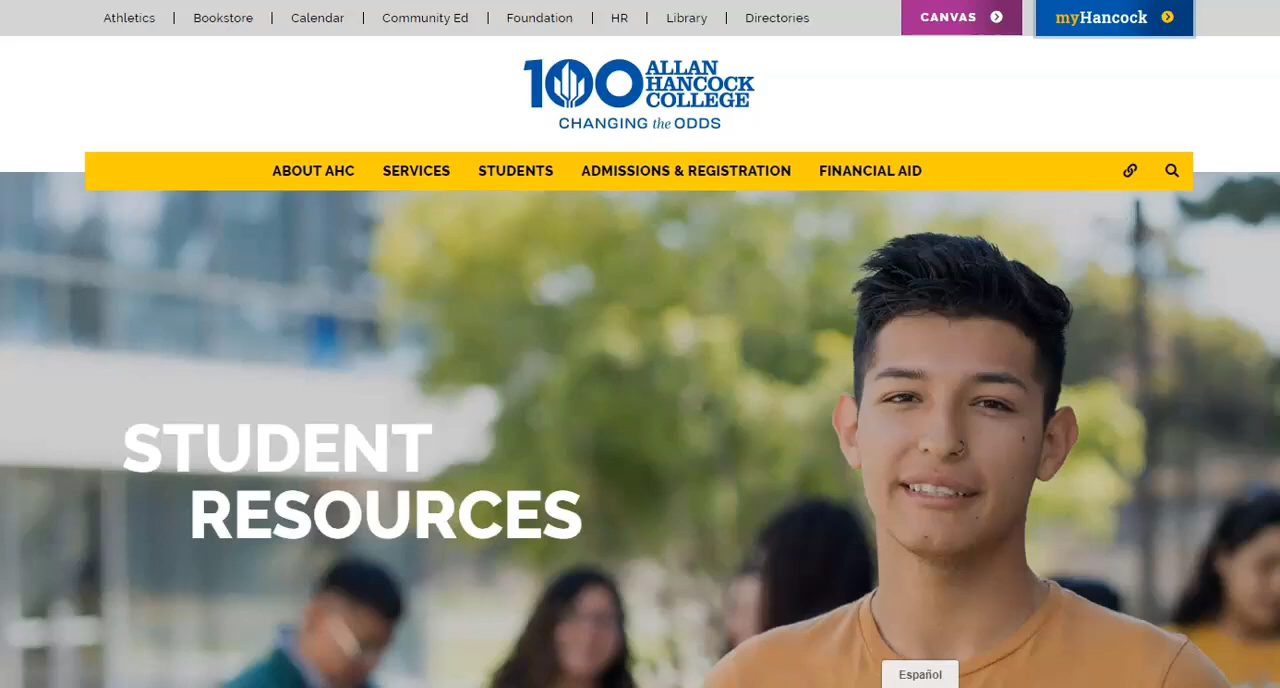 Athletics | Bookstore | Calendar | Community Ed | Foundation | HR | Library | Directories
CANVAS
myHancock
100 ALLAN
HANCOCK
COLLEGE
CHANGING the ODDS
ABOUT AHC SERVICES STUDENTS ADMISSIONS & REGISTRATION FINANCIAL AID
STUDENT
RESOURCES
Español